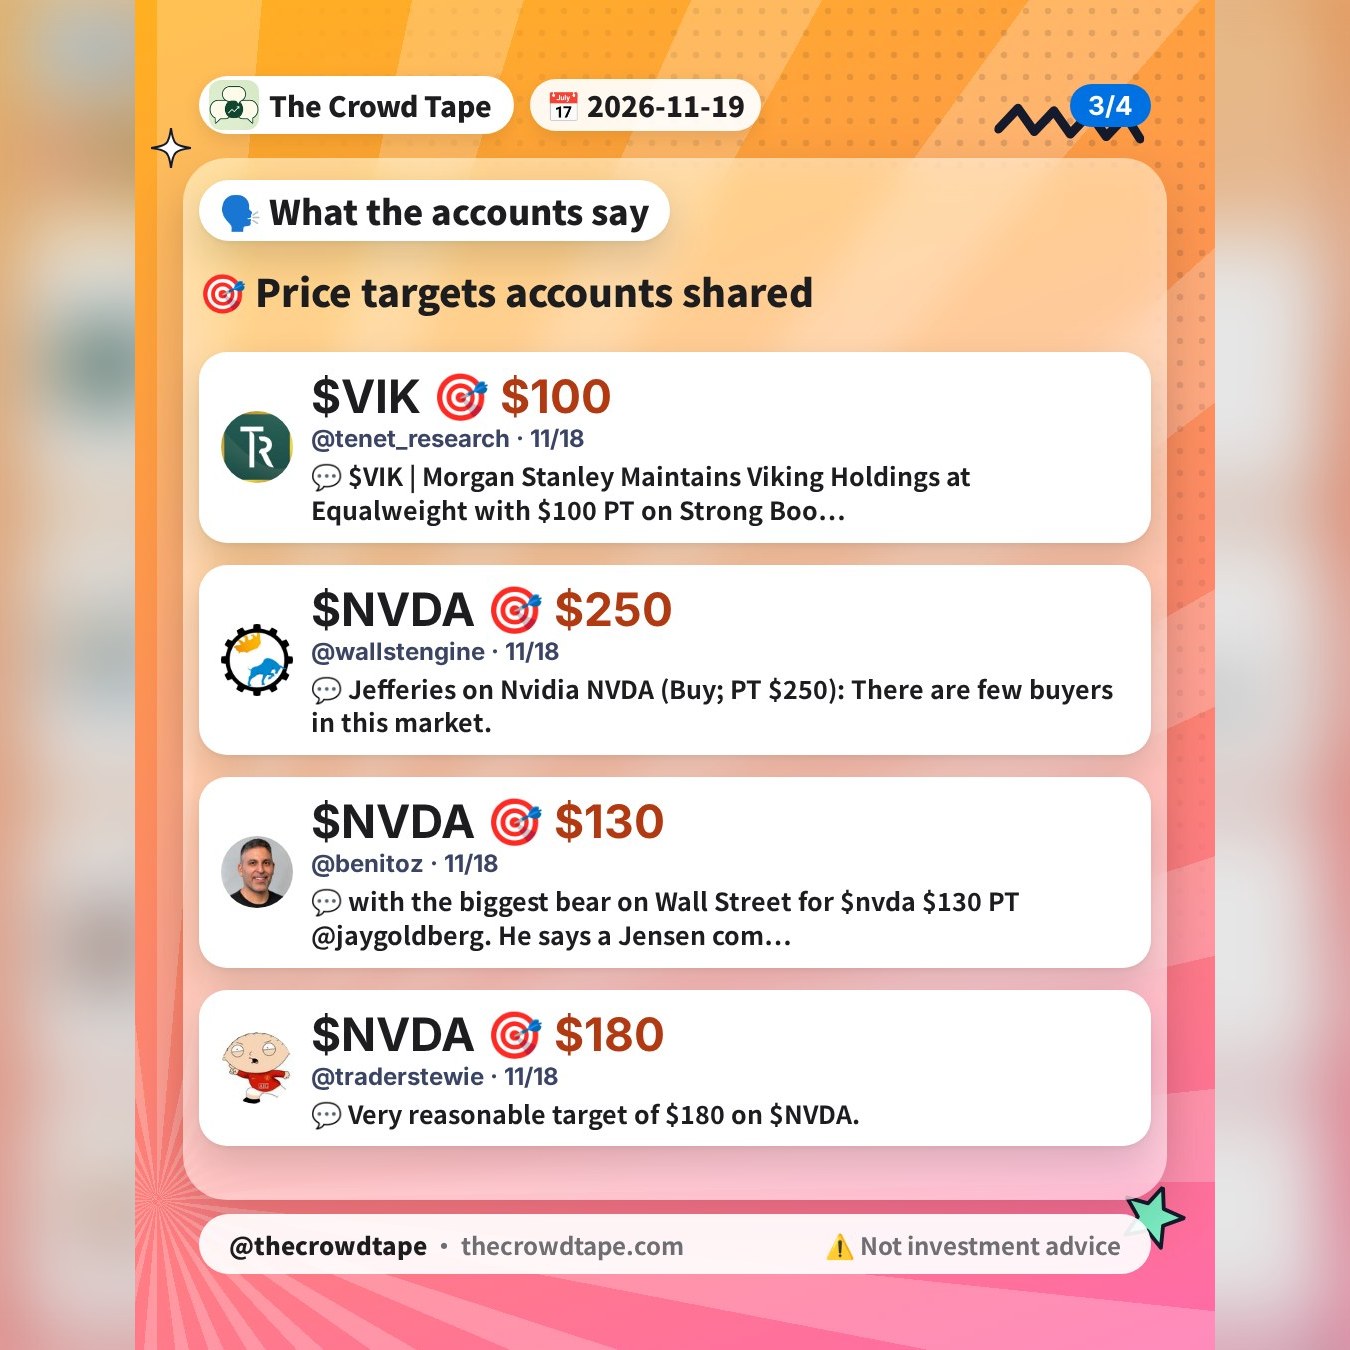 The Crowd Tape
2026-11-19
3/4
What the accounts say
Price targets accounts shared
$VIK 🎯 $100
@tenet_research · 11/18
💬 $VIK | Morgan Stanley Maintains Viking Holdings at
Equalweight with $100 PT on Strong Boo…
$NVDA 🎯 $250
@wallstengine · 11/18
💬 Jefferies on Nvidia NVDA (Buy; PT $250): There are few buyers
in this market.
$NVDA 🎯 $130
@benitoz · 11/18
💬 with the biggest bear on Wall Street for $nvda $130 PT
@jaygoldberg. He says a Jensen com…
$NVDA 🎯 $180
@traderstewie · 11/18
💬 Very reasonable target of $180 on $NVDA.
@thecrowdtape • thecrowdtape.com
⚠️ Not investment advice